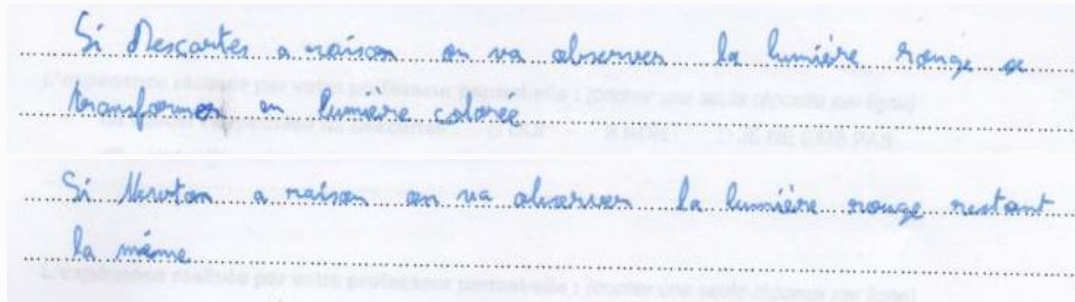 Si Descartes a raison on va observer la lumière rouge se
transformer en lumière colorée
Si Newton a raison on va observer la lumière rouge restant
la même